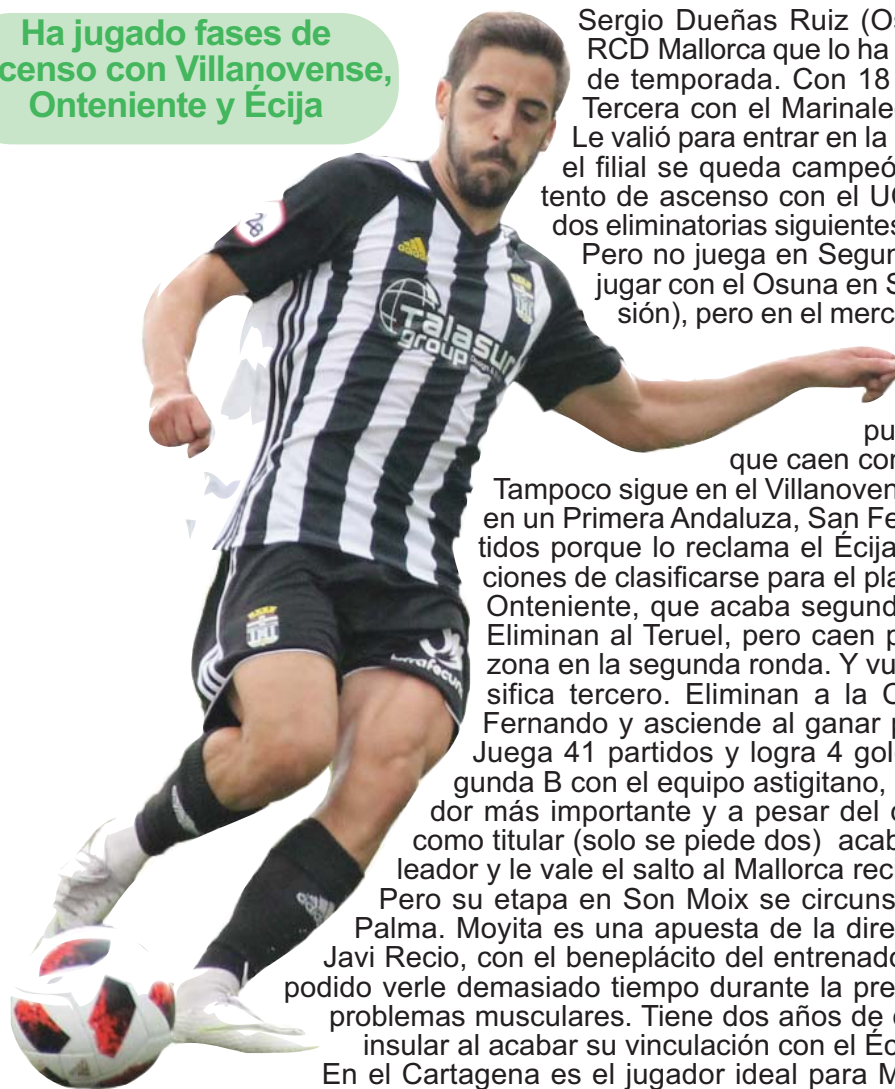 Ha jugado fases de
censo con Villanovense,
Onteniente y Écija
Sergio Dueñas Ruiz (Os
RCD Mallorca que lo ha
de temporada. Con 18
Tercera con el Marinale
Le valió para entrar en la
el filial se queda campeó
tento de ascenso con el UC
dos eliminatorias siguientes
Pero no juega en Segun
jugar con el Osuna en S
sión), pero en el merc
pu
que caen con
Tampoco sigue en el Villanoven
en un Primera Andaluza, San Fe
tidos porque lo reclama el Écija
ciones de clasificarse para el pla
Onteniente, que acaba segund
Eliminan al Teruel, pero caen p
zona en la segunda ronda. Y vu
sifica tercero. Eliminan a la C
Fernando y asciende al ganar p
Juega 41 partidos y logra 4 gol
gunda B con el equipo astigitano,
dor más importante y a pesar del
como titular (solo se piede dos) acab
leador y le vale el salto al Mallorca rec
Pero su etapa en Son Moix se circuns
Palma. Moyita es una apuesta de la dire
Javi Recio, con el beneplácito del entrenado
podido verle demasiado tiempo durante la pre
problemas musculares. Tiene dos años de
insular al acabar su vinculación con el Éc
En el Cartagena es el jugador ideal para M
adidas
Talasur
group